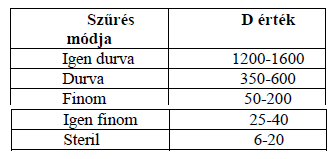 Szűrés módja D érték
Igen durva 1200-1600
Durva 350-600
Finom 50-200
Igen finom 25-40
Steril 6-20